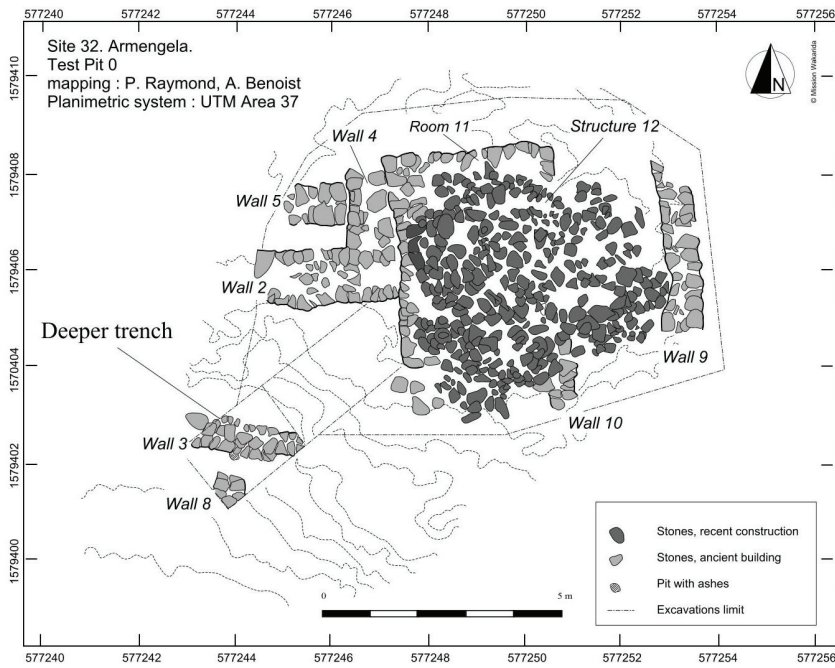 577240 577242 577244 577246 577248 577250 577252 577254 577256
Site 32. Armengela.
Test Pit 0
mapping : P. Raymond, A. Benoist
Planimetric system : UTM Area 37
N
© Mission Wakanda
1579410
1579408
1579406
1570404
1579402
1579400
Wall 4
Room 11
Structure 12
Wall 5
Wall 2
Deeper trench
Wall 9
Wall 10
Wall 3
Wall 8
Stones, recent construction
Stones, ancient building
Pit with ashes
Excavations limit
0 5 m
577240 577242 577244 577246 577248 577250 577252 577254 577256